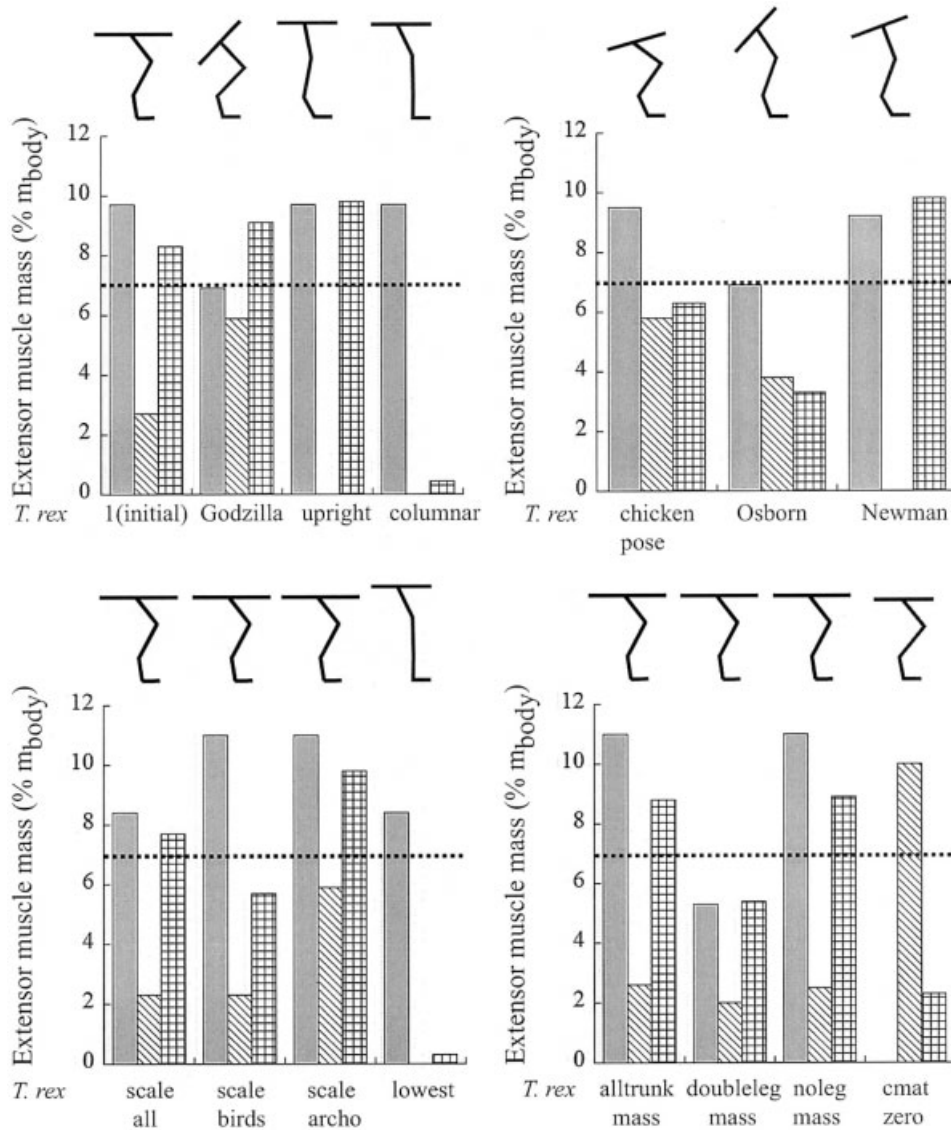 Extensor muscle mass (% mbody)
12
10
8
6
4
2
0
T. rex 1(initial) Godzilla upright columnar
Extensor muscle mass (% mbody)
12
10
8
6
4
2
0
T. rex chicken Osborn Newman
pose
Extensor muscle mass (% mbody)
12
10
8
6
4
2
0
T. rex scale scale scale lowest
all birds archo
Extensor muscle mass (% mbody)
12
10
8
6
4
2
0
T. rex alltrunk doubleleg noleg cmat
mass mass mass zero